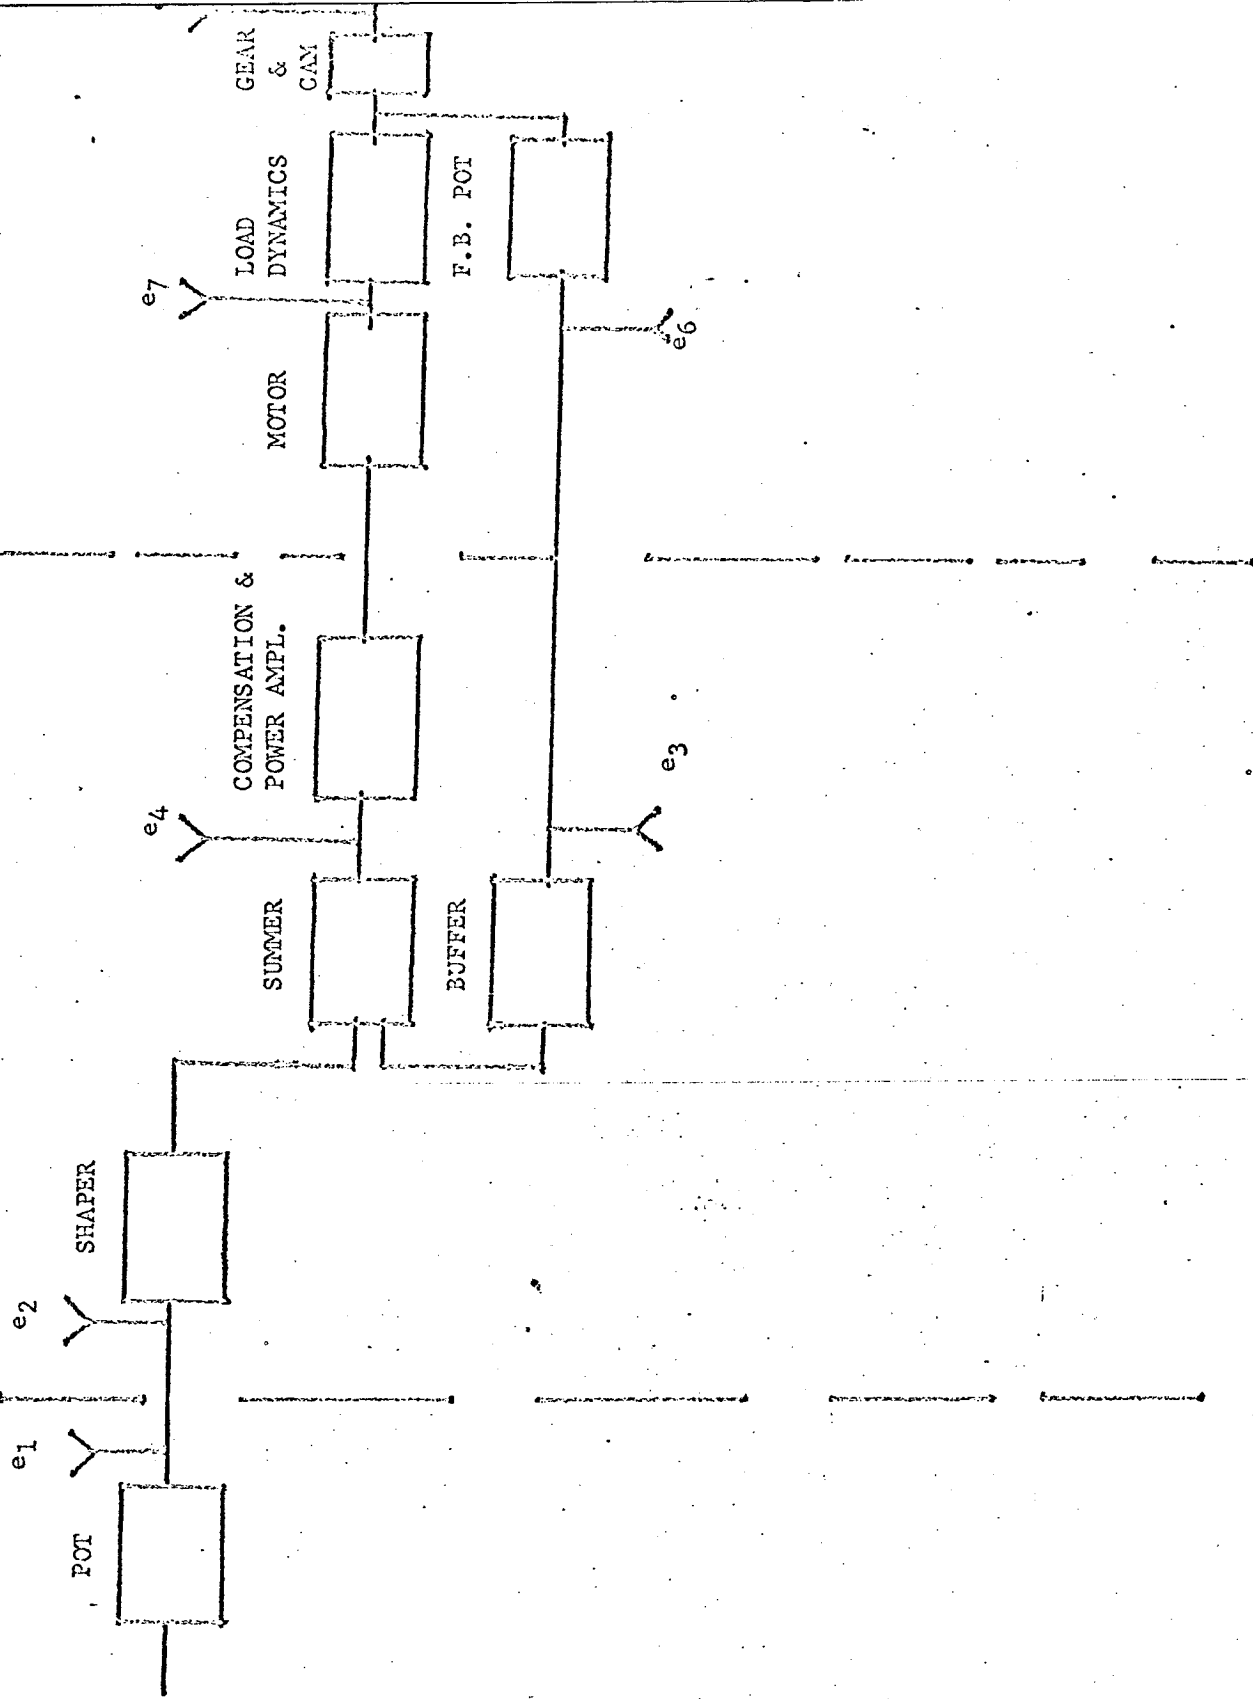 e1
POT
e2
SHAPER
e4
SUMMER
COMPENSATION &
POWER AMPL.
BUFFER
e3
e7
MOTOR
LOAD
DYNAMICS
GEAR
&
CAM
F.B. POT
e6